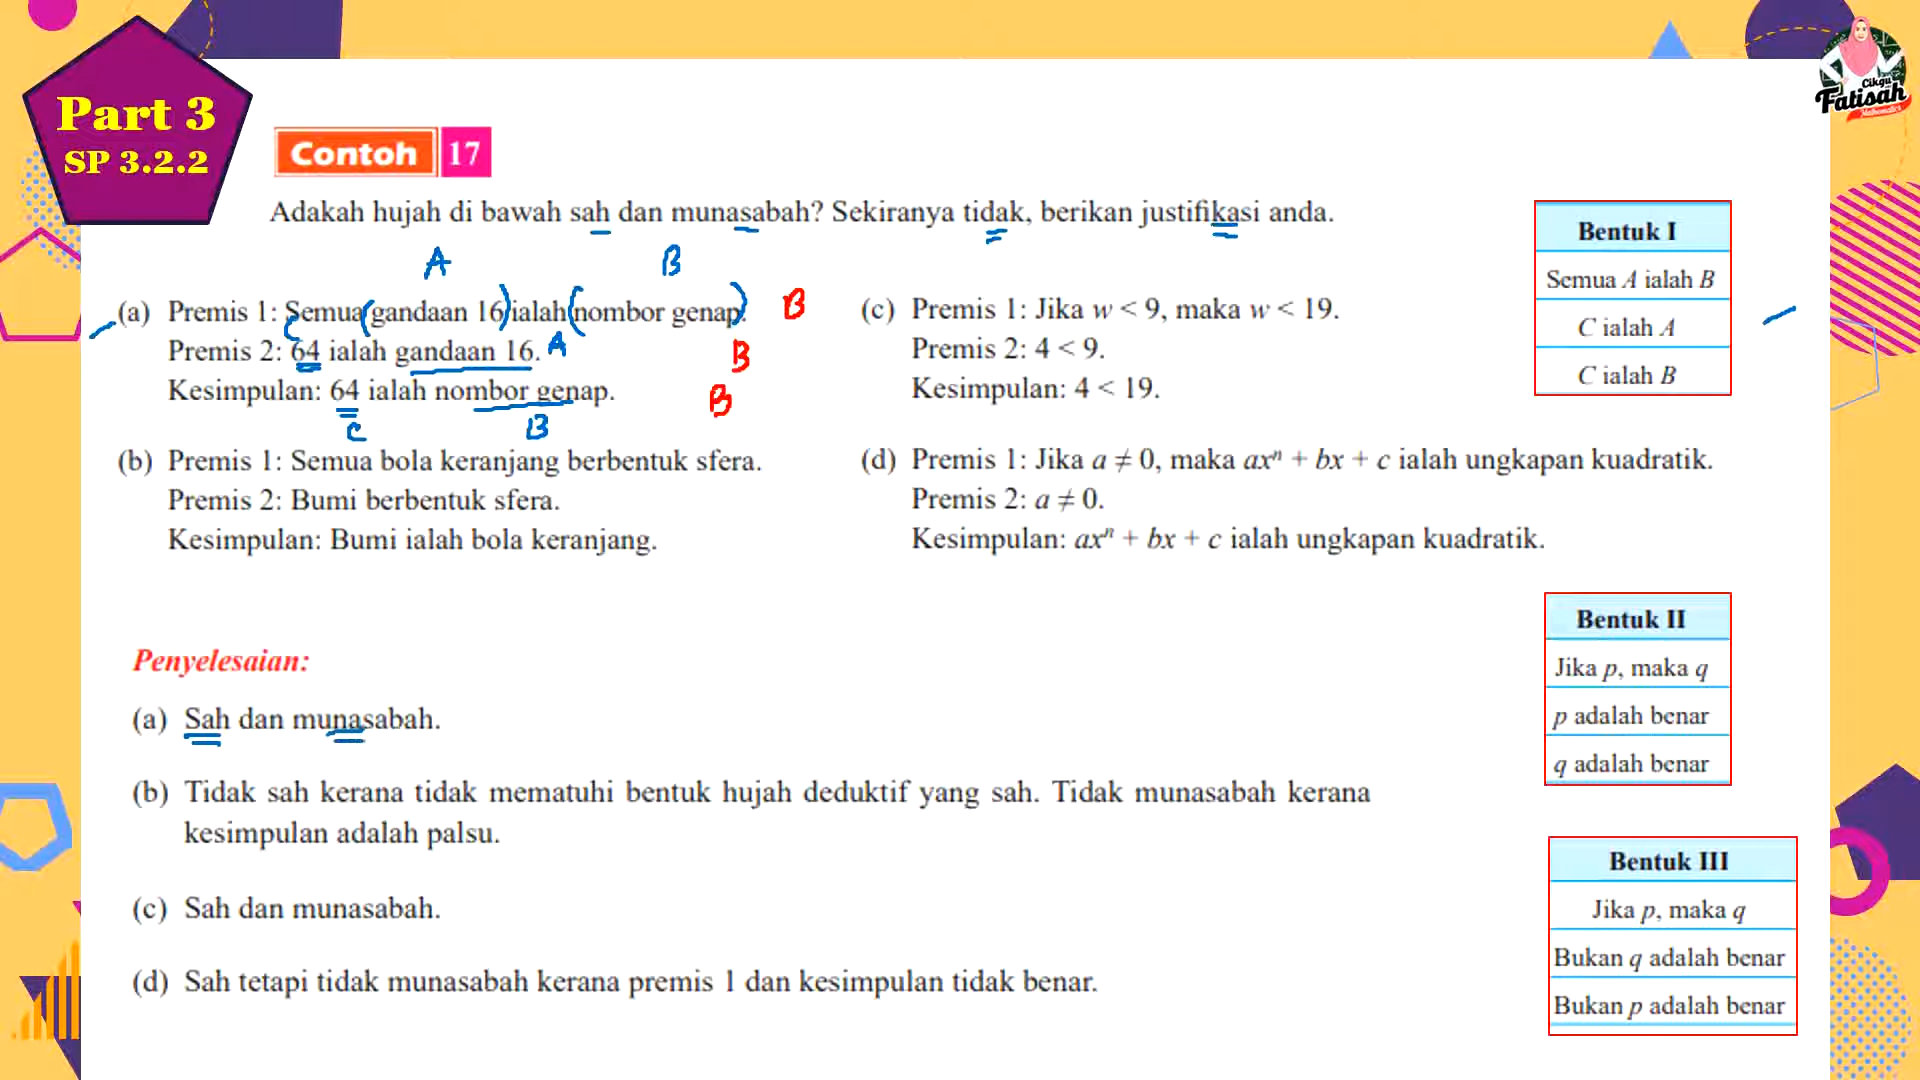 Part 3
SP 3.2.2
Cikgu
Fatisah
Mathematics
Contoh 17
Adakah hujah di bawah sah dan munasabah? Sekiranya tidak, berikan justifikasi anda.
A
B
(a) Premis 1: Semua (gandaan 16) ialah (nombor genap). B
C
Premis 2: 64 ialah gandaan 16. A B
Kesimpulan: 64 ialah nombor genap. B
C
B
(b) Premis 1: Semua bola keranjang berbentuk sfera.
Premis 2: Bumi berbentuk sfera.
Kesimpulan: Bumi ialah bola keranjang.
(c) Premis 1: Jika w < 9, maka w < 19.
Premis 2: 4 < 9.
Kesimpulan: 4 < 19.
(d) Premis 1: Jika a ≠ 0, maka axⁿ + bx + c ialah ungkapan kuadratik.
Premis 2: a ≠ 0.
Kesimpulan: axⁿ + bx + c ialah ungkapan kuadratik.
Bentuk I
Semua A ialah B
C ialah A
C ialah B
Penyelesaian:
(a) Sah dan munasabah.
(b) Tidak sah kerana tidak mematuhi bentuk hujah deduktif yang sah. Tidak munasabah kerana
kesimpulan adalah palsu.
(c) Sah dan munasabah.
(d) Sah tetapi tidak munasabah kerana premis 1 dan kesimpulan tidak benar.
Bentuk II
Jika p, maka q
p adalah benar
q adalah benar
Bentuk III
Jika p, maka q
Bukan q adalah benar
Bukan p adalah benar